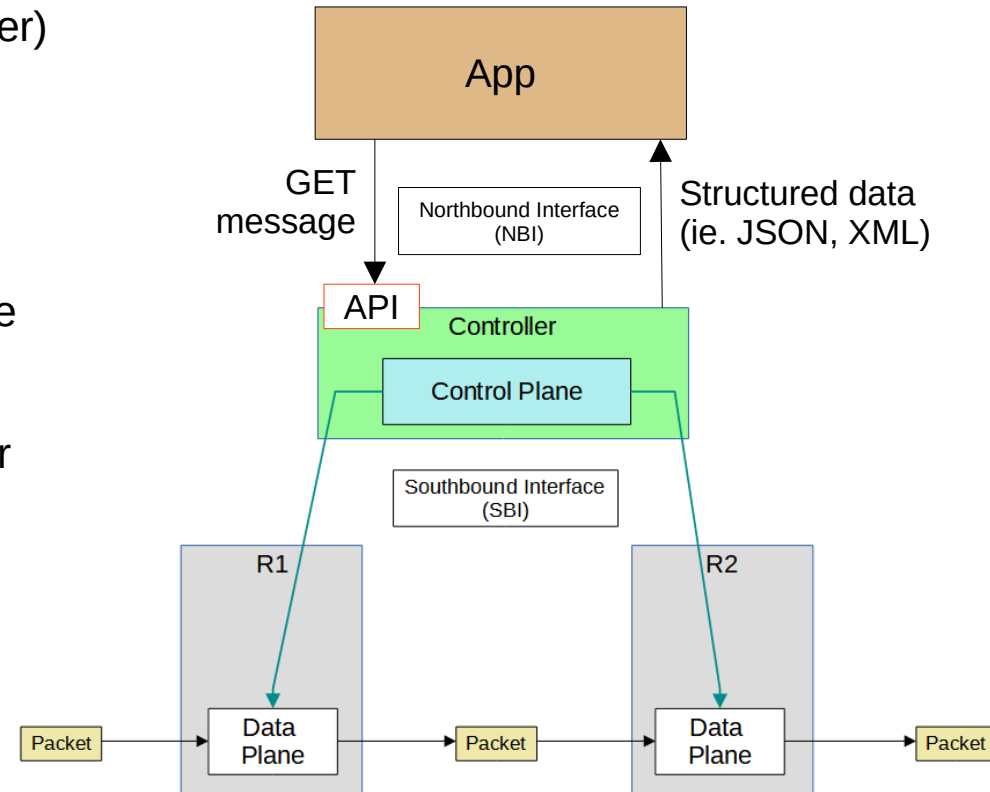 er)
App
GET
message
Northbound Interface
(NBI)
Structured data
(ie. JSON, XML)
e
API
Controller
Control Plane
r
Southbound Interface
(SBI)
R1
R2
Packet
Data
Plane
Packet
Data
Plane
Packet